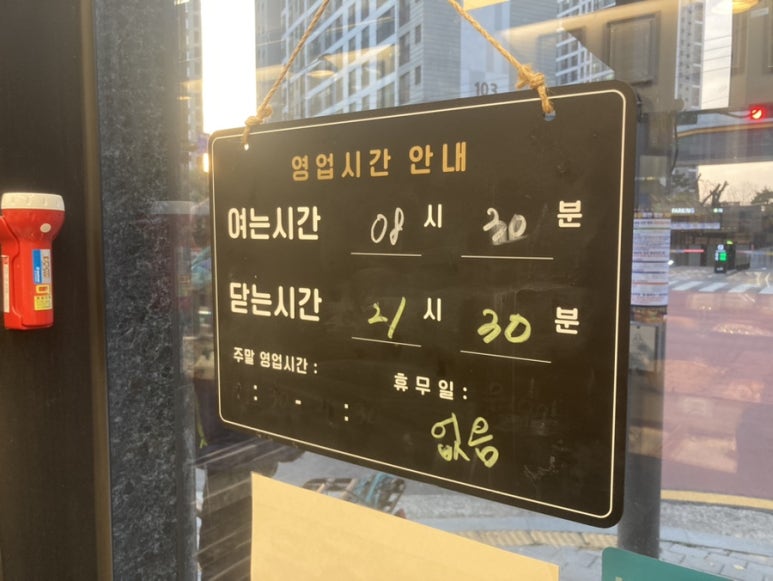 103
영업시간 안내
여는시간 08 시 30 분
닫는시간 21 시 30 분
주말 영업시간 :
휴무일 :
: - :
없음